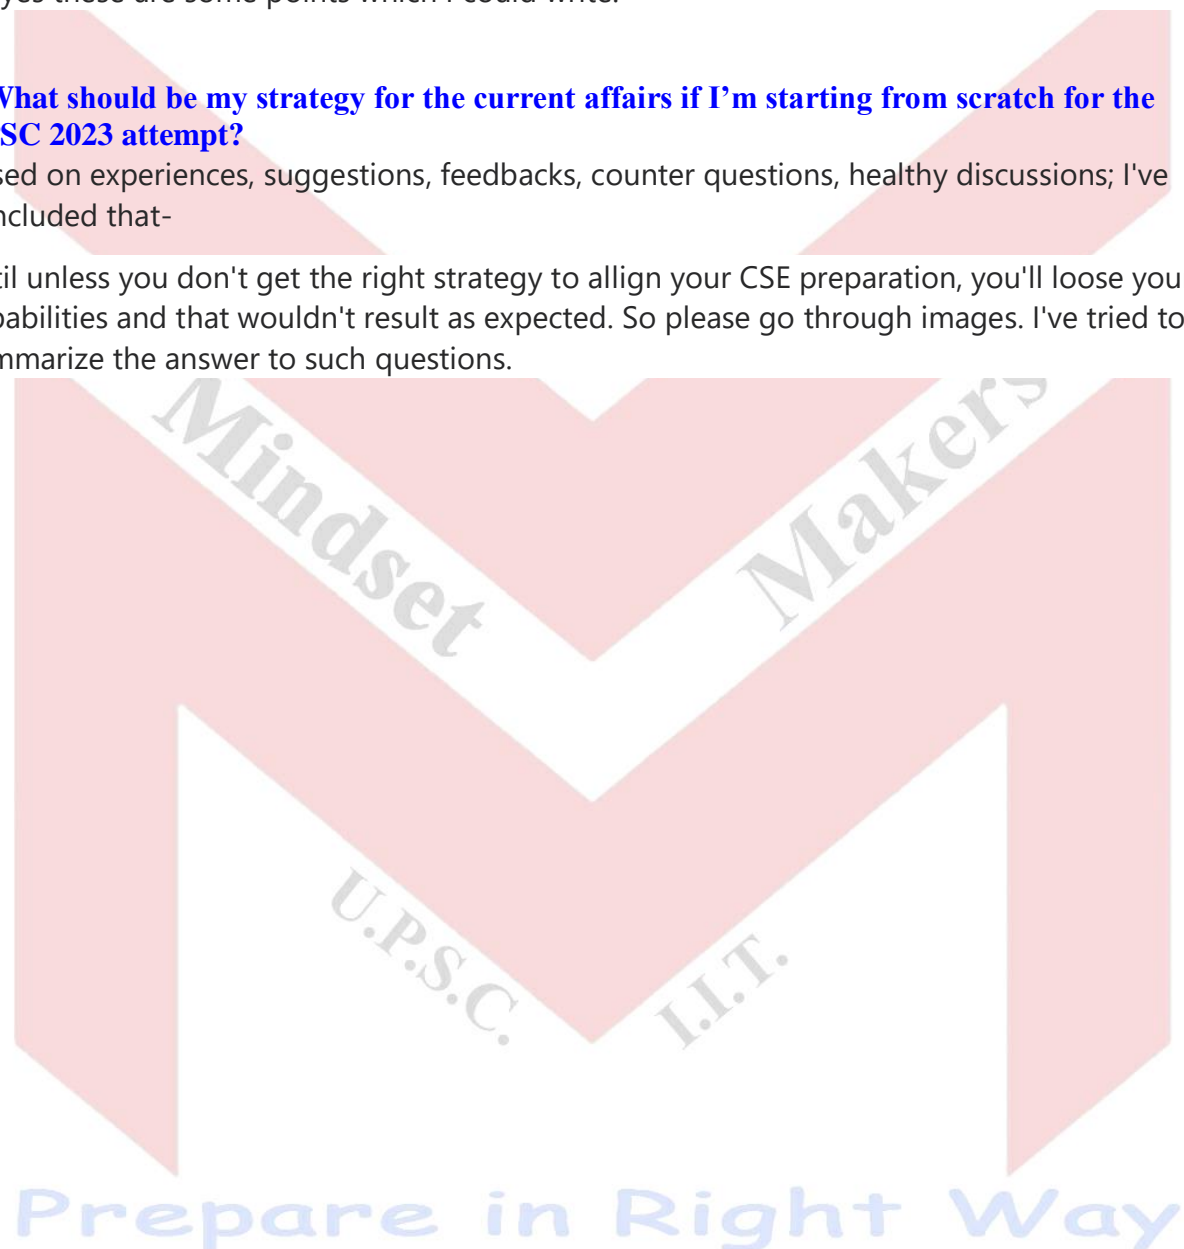 yes these are some points which I could write.
What should be my strategy for the current affairs if I’m starting from scratch for the
SC 2023 attempt?
sed on experiences, suggestions, feedbacks, counter questions, healthy discussions; I've
ncluded that-
til unless you don't get the right strategy to allign your CSE preparation, you'll loose you
pabilities and that wouldn't result as expected. So please go through images. I've tried to
mmarize the answer to such questions.
Mindset
Makers
U.P.S.C.
I.I.T.
Prepare in Right Way